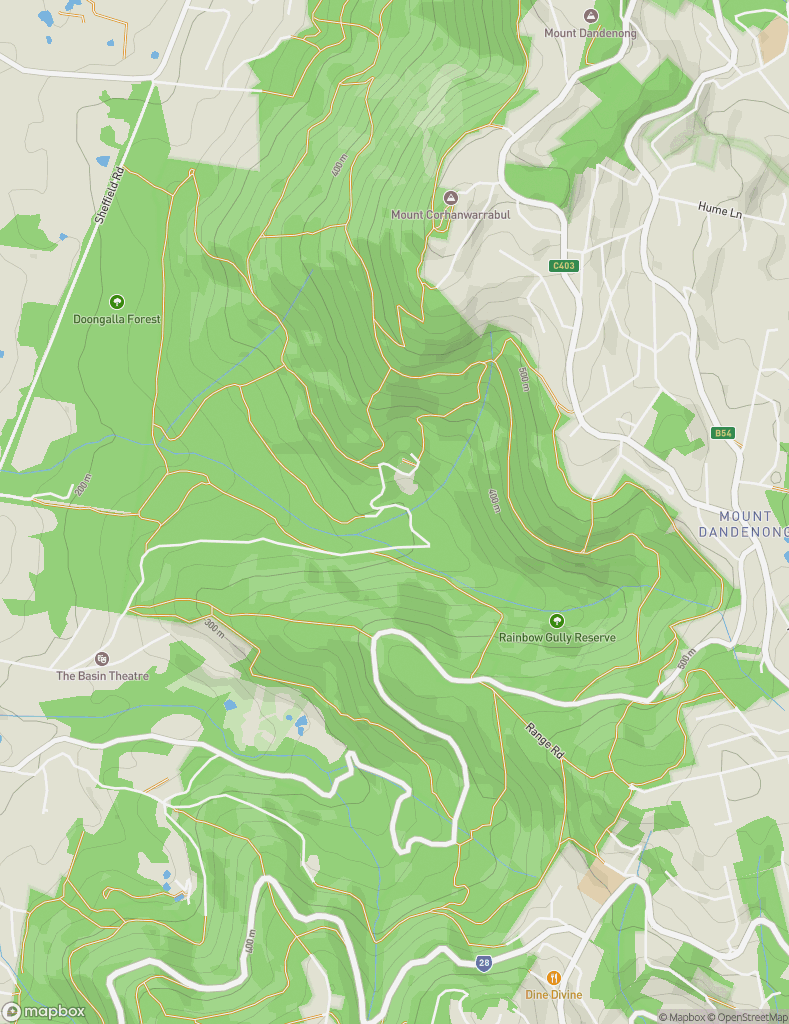 Mount Dandenong
400 m
Sheffield Rd
Mount Corhanwarrabul
Hume Ln
C403
Doongalla Forest
500 m
B54
200 m
400 m
MOUNT
DANDENONG
300 m
Rainbow Gully Reserve
500 m
The Basin Theatre
Range Rd
400 m
28
Dine Divine
mapbox
© Mapbox © OpenStreetMap